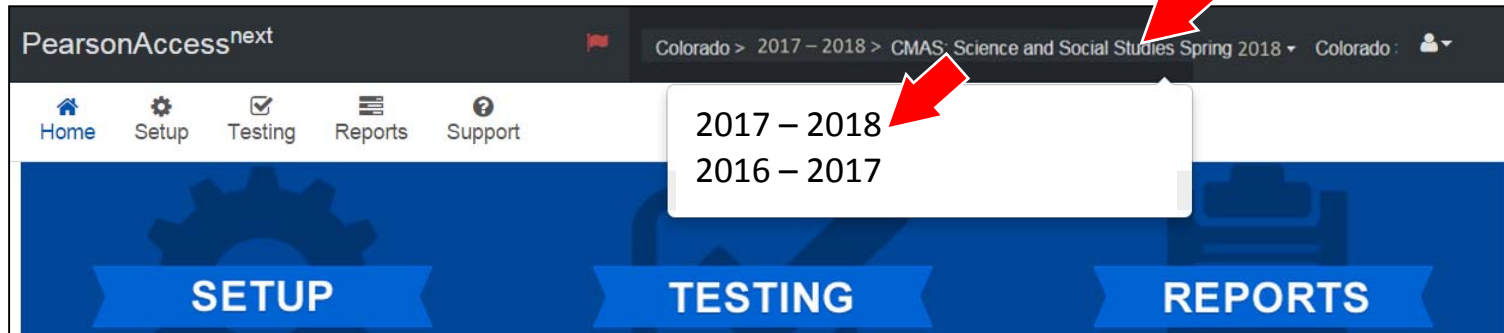 PearsonAccessnext
Colorado > 2017 – 2018 > CMAS: Science and Social Studies Spring 2018 Colorado :
Home Setup Testing Reports Support
2017 – 2018
2016 – 2017
SETUP TESTING REPORTS